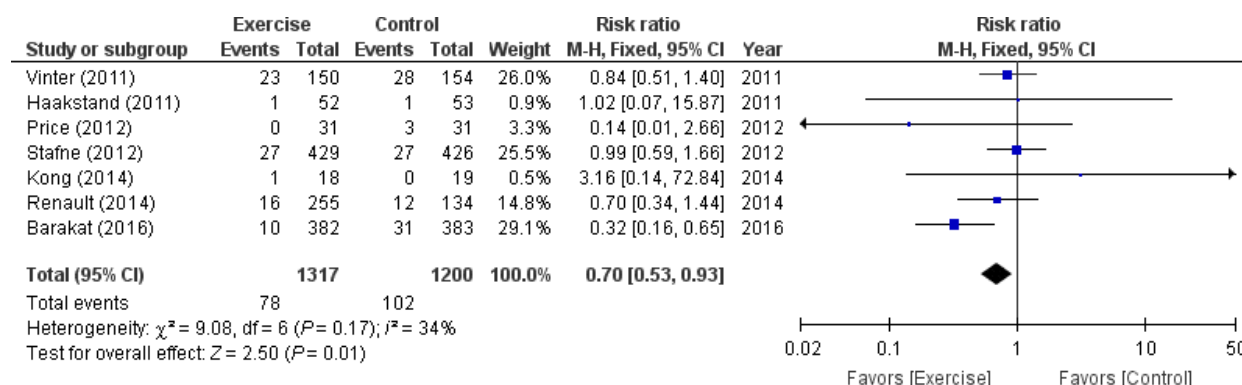 Exercise Control Risk ratio Risk ratio
Study or subgroup Events Total Events Total Weight M-H, Fixed, 95% CI Year M-H, Fixed, 95% CI
Vinter (2011) 23 150 28 154 26.0% 0.84 [0.51, 1.40] 2011
Haakstand (2011) 1 52 1 53 0.9% 1.02 [0.07, 15.87] 2011
Price (2012) 0 31 3 31 3.3% 0.14 [0.01, 2.66] 2012
Stafne (2012) 27 429 27 426 25.5% 0.99 [0.59, 1.66] 2012
Kong (2014) 1 18 0 19 0.5% 3.16 [0.14, 72.84] 2014
Renault (2014) 16 255 12 134 14.8% 0.70 [0.34, 1.44] 2014
Barakat (2016) 10 382 31 383 29.1% 0.32 [0.16, 0.65] 2016
Total (95% CI) 1317 1200 100.0% 0.70 [0.53, 0.93]
Total events 78 102
Heterogeneity: χ² = 9.08, df = 6 (P = 0.17); I² = 34%
Test for overall effect: Z = 2.50 (P = 0.01)
0.02 0.1 1 10 50
Favors [Exercise] Favors [Control]